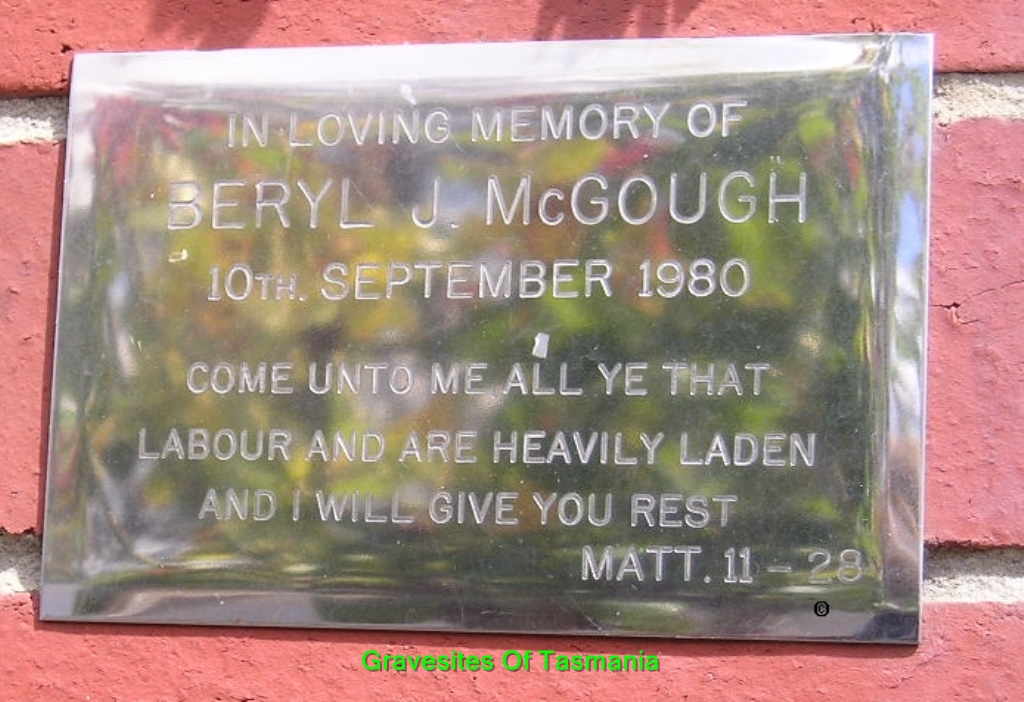 IN LOVING MEMORY OF
BERYL J. McGOUGH
10TH. SEPTEMBER 1980
COME UNTO ME ALL YE THAT
LABOUR AND ARE HEAVILY LADEN
AND I WILL GIVE YOU REST
MATT. 11 - 28
©
Gravesites Of Tasmania